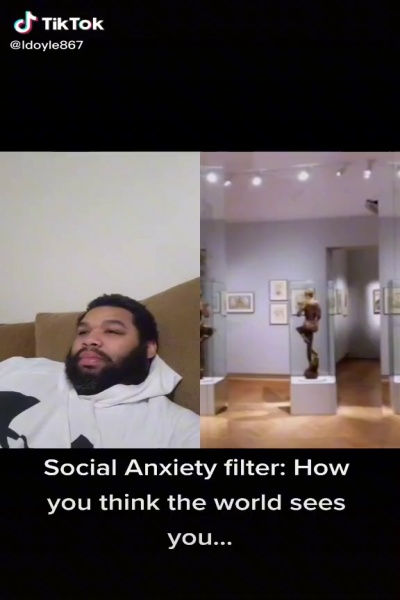 TikTok
@ldoyle867
Social Anxiety filter: How
you think the world sees
you...